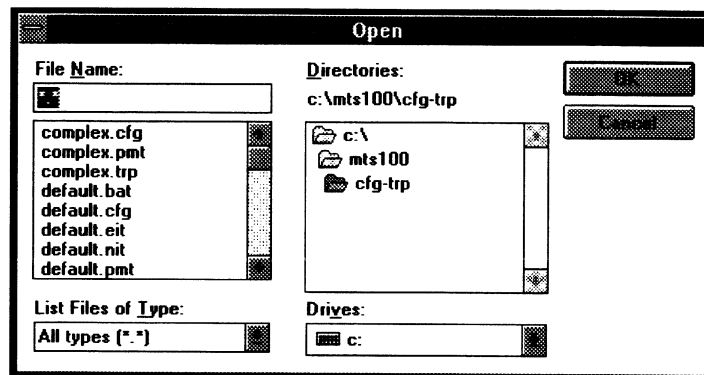 Open
File Name:
*.*
complex.cfg
complex.pmt
complex.trp
default.bat
default.cfg
default.eit
default.nit
default.pmt
List Files of Type:
All types (*.*)
Directories:
c:\mts100\cfg-trp
c:\
mts100
cfg-trp
Drives:
c:
OK
Cancel